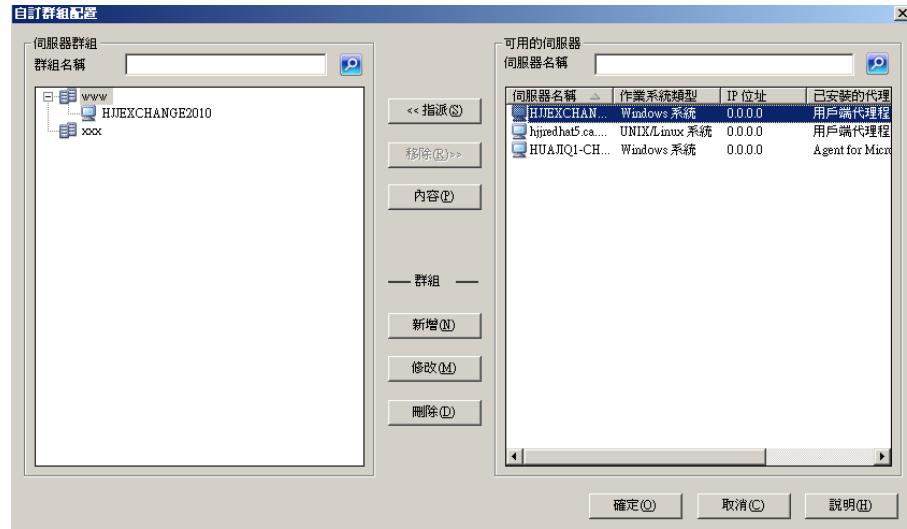 自訂群組配置
伺服器群組
群組名稱
www
HJJEXCHANGE2010
xxx
<< 指派(S)
移除(R)>>
內容(P)
群組
新增(N)
修改(M)
刪除(D)
可用的伺服器
伺服器名稱
伺服器名稱 作業系統類型 IP 位址 已安裝的代理
HJJEXCHAN... Windows 系統 0.0.0.0 用戶端代理程
hjjredhat5.ca.... UNIX/Linux 系統 0.0.0.0 用戶端代理程
HUAJIQ1-CH... Windows 系統 0.0.0.0 Agent for Micro
確定(O) 取消(C) 說明(H)